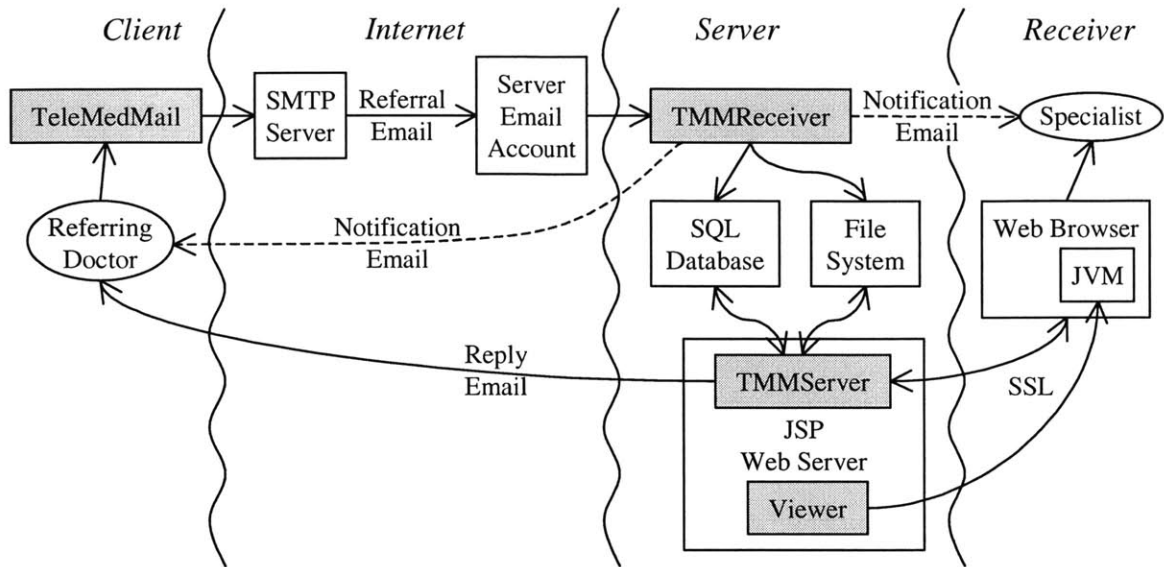 Client
Internet
Server
Receiver
TeleMedMail
SMTP
Server
Referral
Email
Server
Email
Account
TMMReceiver
Notification
Email
Specialist
Referring
Doctor
Notification
Email
SQL
Database
File
System
Web Browser
JVM
Reply
Email
TMMServer
SSL
JSP
Web Server
Viewer